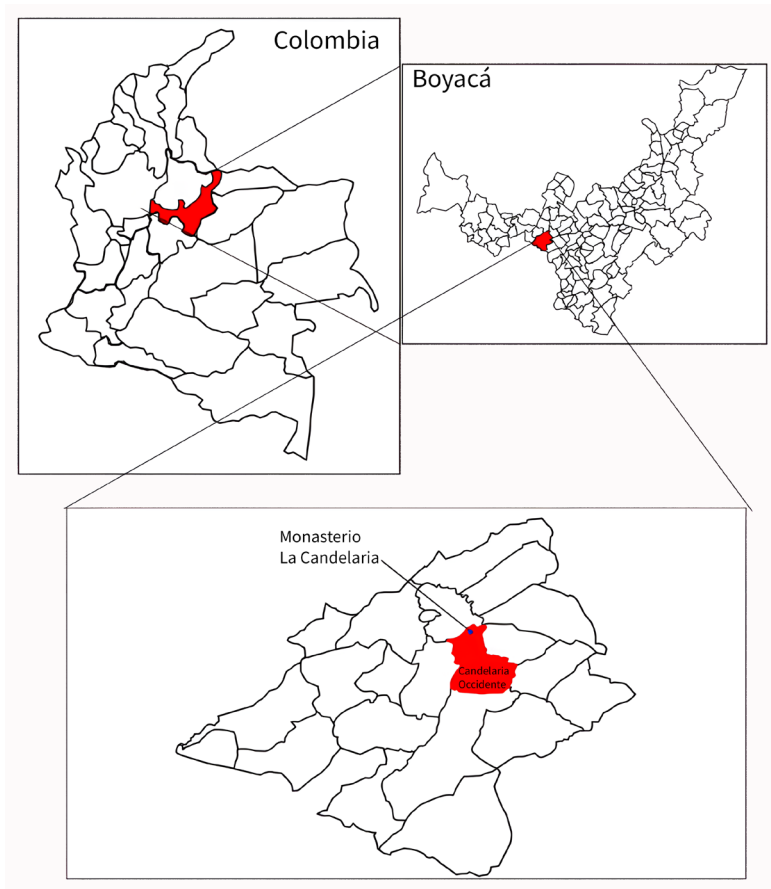 Colombia
Boyacá
Monasterio
La Candelaria
Candelaria
Occidente